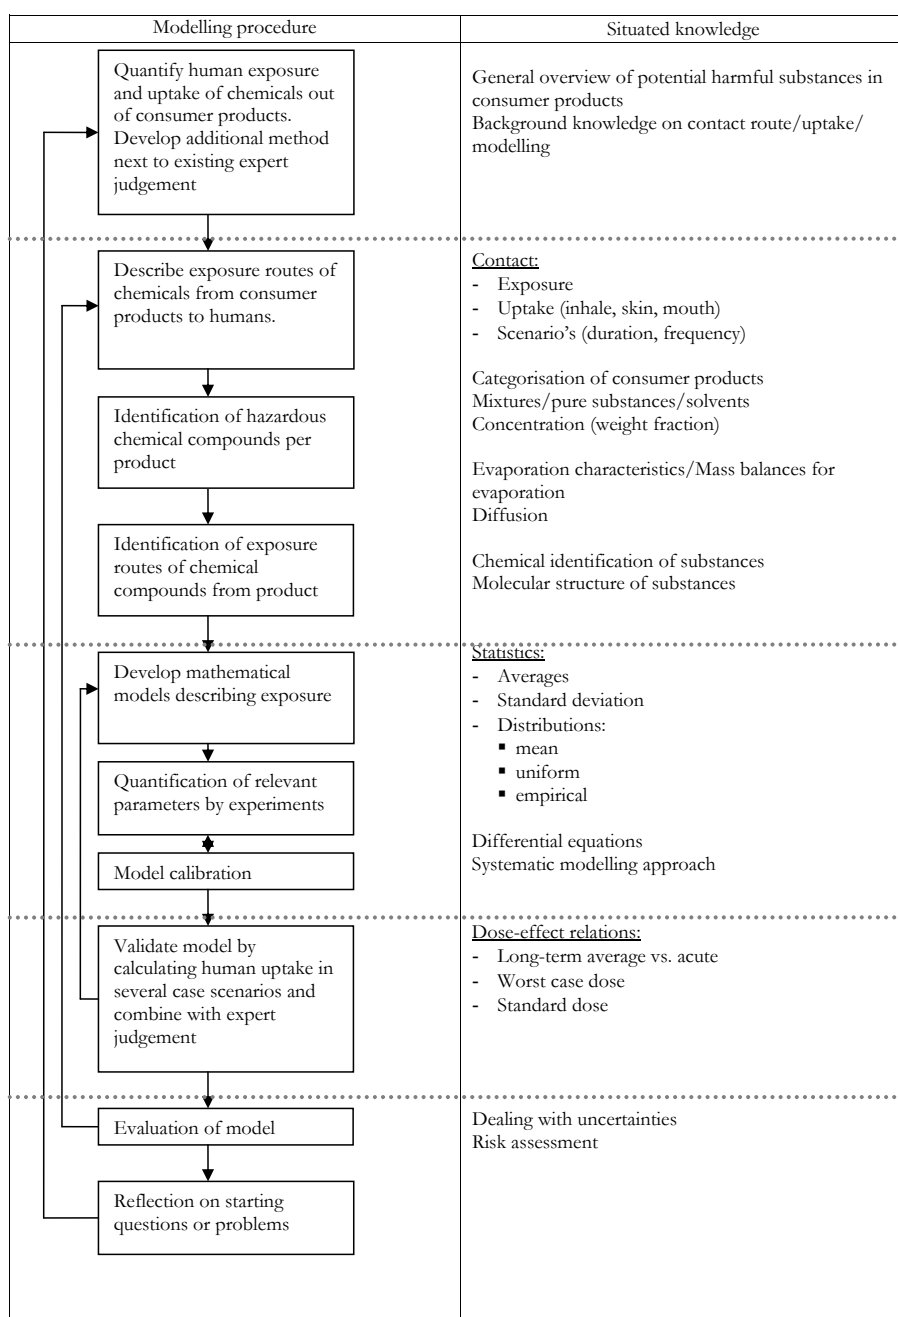 Modelling procedure
Situated knowledge
Quantify human exposure
and uptake of chemicals out
of consumer products.
Develop additional method
next to existing expert
judgement
General overview of potential harmful substances in
consumer products
Background knowledge on contact route/uptake/
modelling
Describe exposure routes of
chemicals from consumer
products to humans.
Identification of hazardous
chemical compounds per
product
Identification of exposure
routes of chemical
compounds from product
Contact:
- Exposure
- Uptake (inhale, skin, mouth)
- Scenario's (duration, frequency)
Categorisation of consumer products
Mixtures/pure substances/solvents
Concentration (weight fraction)
Evaporation characteristics/Mass balances for
evaporation
Diffusion
Chemical identification of substances
Molecular structure of substances
Develop mathematical
models describing exposure
Quantification of relevant
parameters by experiments
Model calibration
Statistics:
- Averages
- Standard deviation
- Distributions:
▪ mean
▪ uniform
▪ empirical
Differential equations
Systematic modelling approach
Validate model by
calculating human uptake in
several case scenarios and
combine with expert
judgement
Dose-effect relations:
- Long-term average vs. acute
- Worst case dose
- Standard dose
Evaluation of model
Reflection on starting
questions or problems
Dealing with uncertainties
Risk assessment